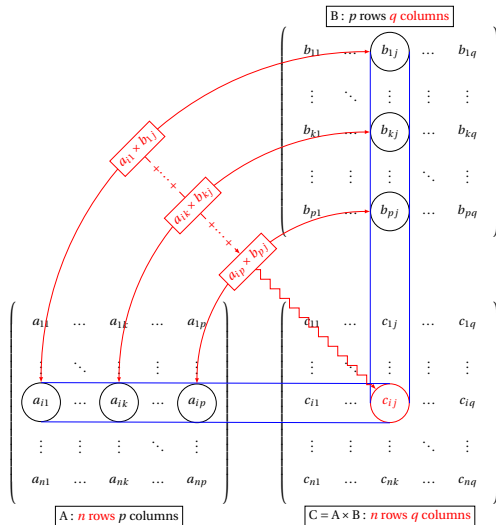 B : p rows q columns
b11 … b1j … b1q
⋮ ⋱ ⋮ ⋮ ⋮
bk1 … bkj … bkq
⋮ ⋮ ⋮ ⋱ ⋮
bp1 … bpj … bpq
ai1 × b1j
+ … +
aik × bkj
+ … +
aip × bpj
a11 … a1k … a1p
⋮ ⋱ ⋮ ⋮ ⋮
ai1 … aik … aip
⋮ ⋮ ⋮ ⋱ ⋮
an1 … ank … anp
A : n rows p columns
c11 … c1j … c1q
⋮ ⋱ ⋮ ⋮ ⋮
ci1 … cij … ciq
⋮ ⋮ ⋮ ⋱ ⋮
cn1 … cnk … cnq
C = A × B : n rows q columns